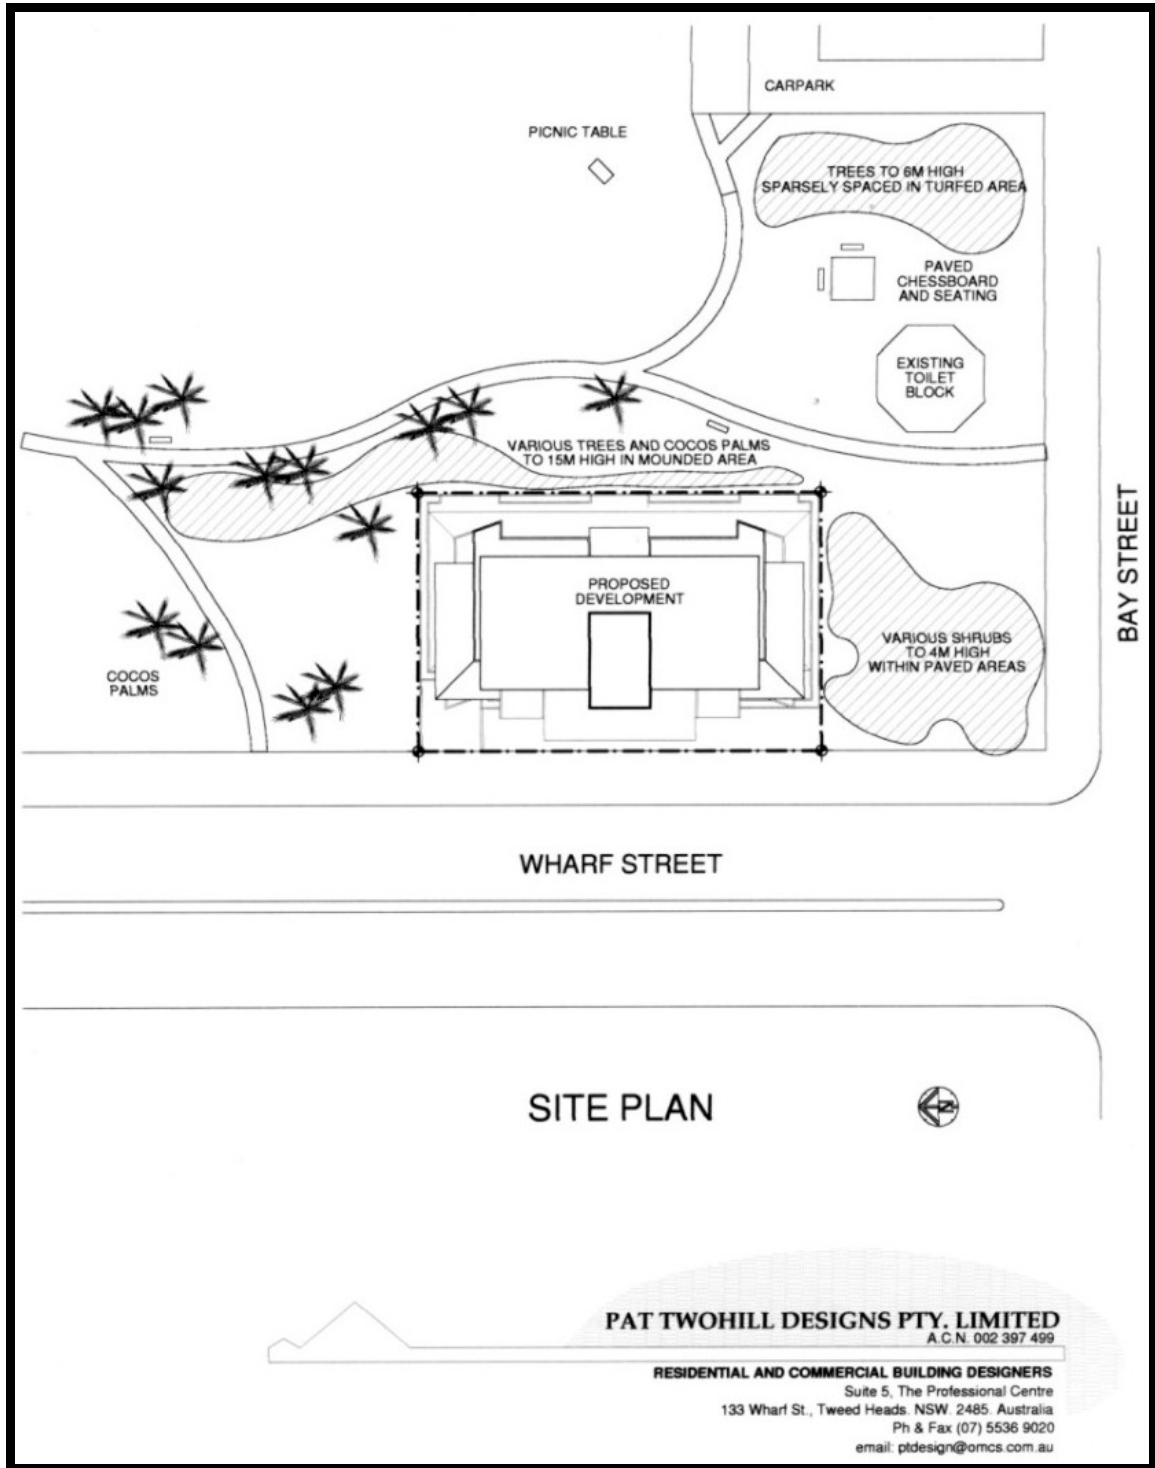 CARPARK
PICNIC TABLE
TREES TO 6M HIGH
SPARSELY SPACED IN TURFED AREA
PAVED
CHESSBOARD
AND SEATING
EXISTING
TOILET
BLOCK
VARIOUS TREES AND COCOS PALMS
TO 15M HIGH IN MOUNDED AREA
PROPOSED
DEVELOPMENT
VARIOUS SHRUBS
TO 4M HIGH
WITHIN PAVED AREAS
COCOS
PALMS
BAY STREET
WHARF STREET
SITE PLAN
N
PAT TWOHILL DESIGNS PTY. LIMITED
A.C.N. 002 397 499
RESIDENTIAL AND COMMERCIAL BUILDING DESIGNERS
Suite 5, The Professional Centre
133 Wharf St., Tweed Heads. NSW. 2485. Australia
Ph & Fax (07) 5536 9020
email: ptdesign@omcs.com.au